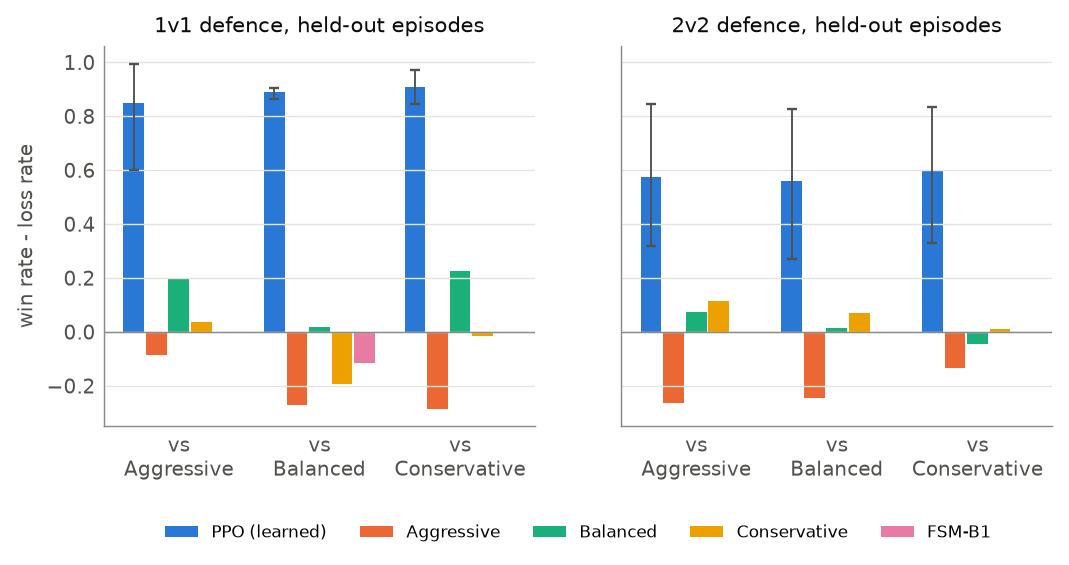 1v1 defence, held-out episodes
2v2 defence, held-out episodes
win rate - loss rate
1.0
0.8
0.6
0.4
0.2
0.0
−0.2
vs
Aggressive
vs
Balanced
vs
Conservative
vs
Aggressive
vs
Balanced
vs
Conservative
PPO (learned)
Aggressive
Balanced
Conservative
FSM-B1